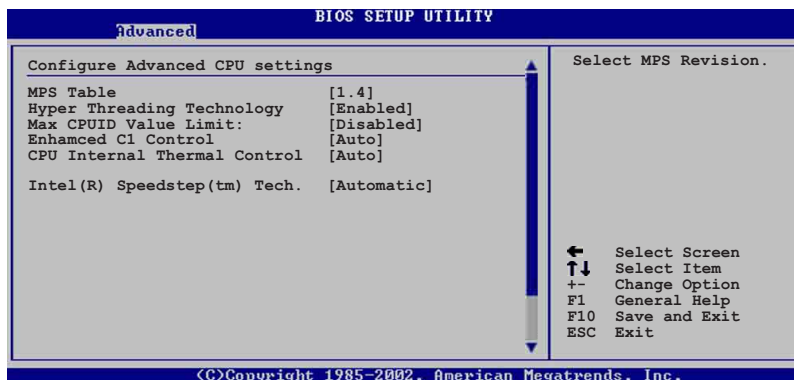 BIOS SETUP UTILITY
Advanced
Configure Advanced CPU settings
MPS Table [1.4]
Hyper Threading Technology [Enabled]
Max CPUID Value Limit: [Disabled]
Enhamced C1 Control [Auto]
CPU Internal Thermal Control [Auto]
Intel(R) Speedstep(tm) Tech. [Automatic]
Select MPS Revision.
← Select Screen
↑↓ Select Item
+- Change Option
F1 General Help
F10 Save and Exit
ESC Exit
(C)Copyright 1985-2002, American Megatrends, Inc.